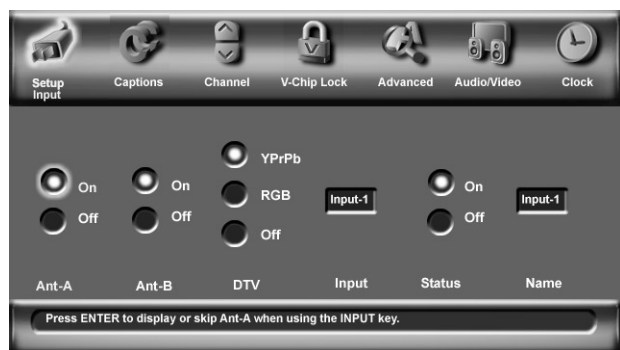 Setup Captions Channel V-Chip Lock Advanced Audio/Video Clock
Input
YPrPb
On On RGB Input-1 On Input-1
Off Off Off Off
Ant-A Ant-B DTV Input Status Name
Press ENTER to display or skip Ant-A when using the INPUT key.